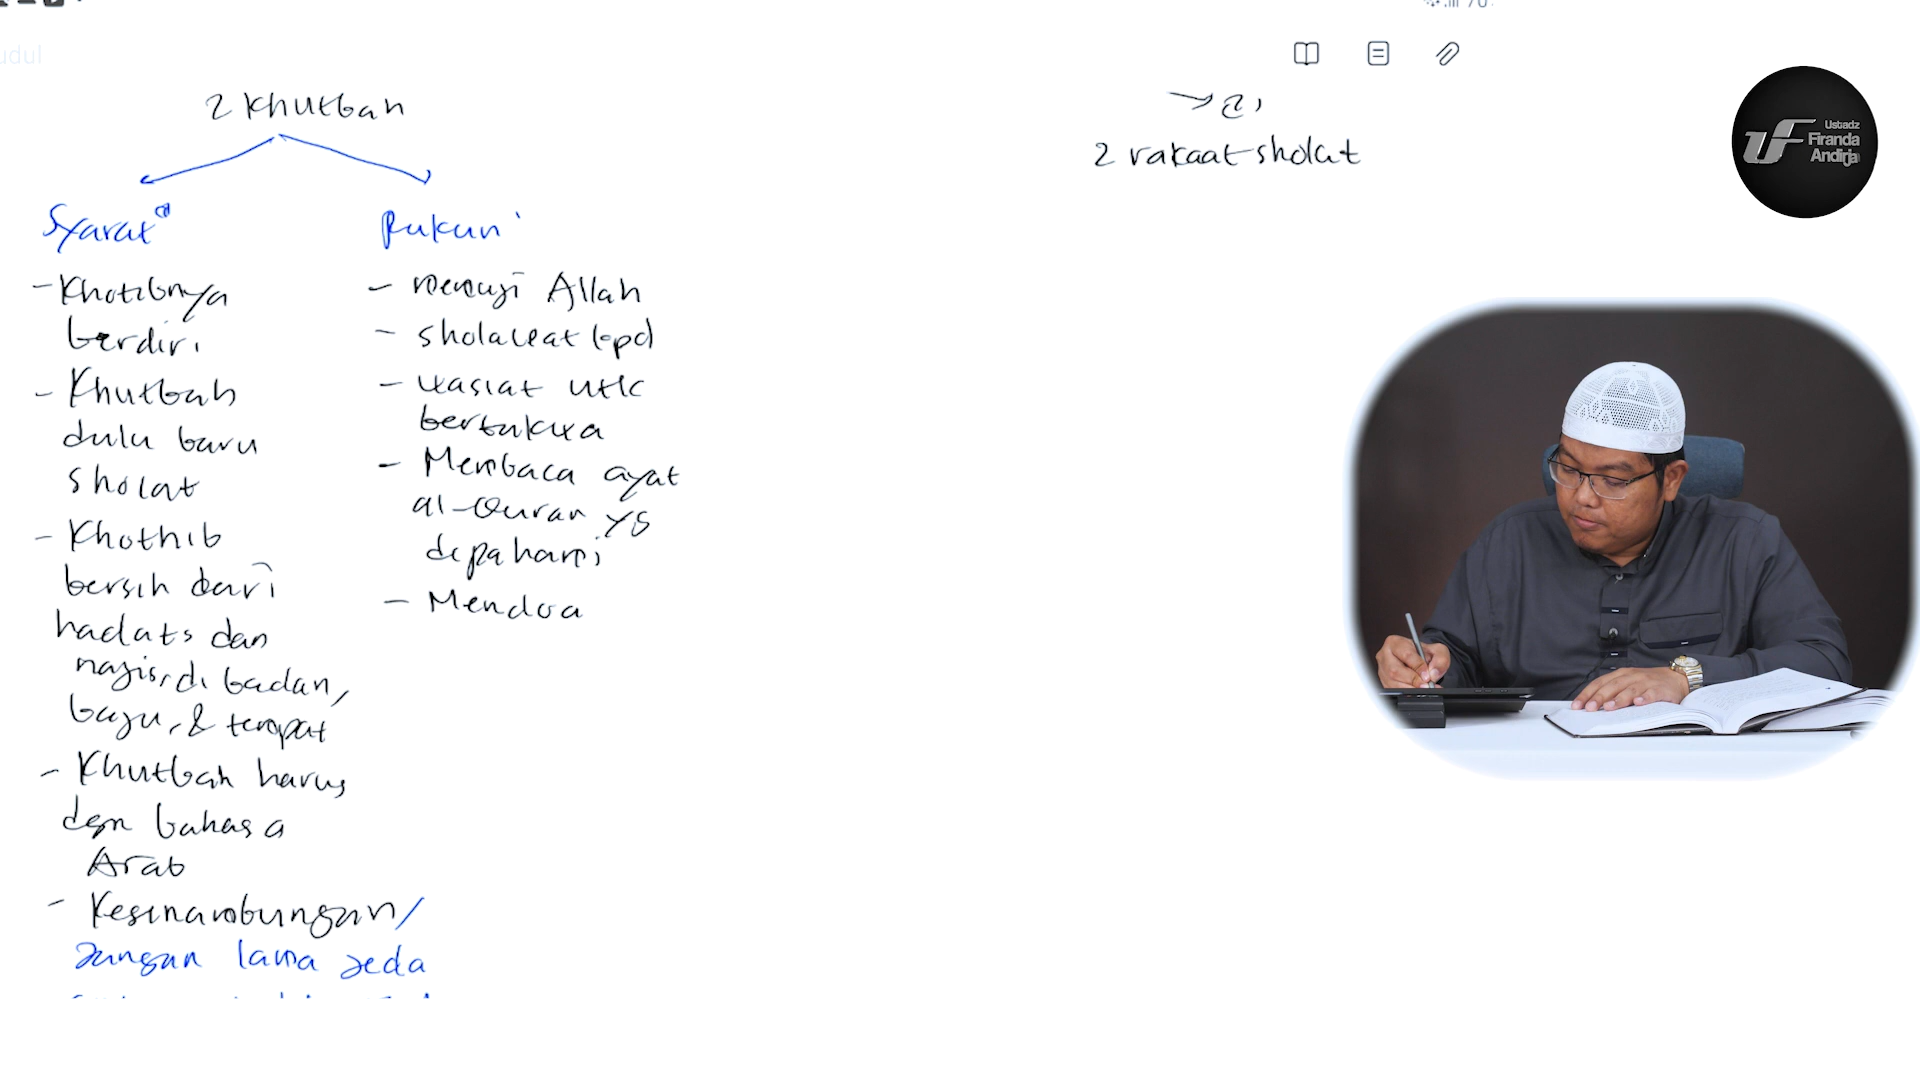 udul
2 Khutbah
Syarat
- Khotibnya
berdiri
- Khutbah
dulu baru
sholat
- Khothib
bersih dari
hadats dan
najis, di badan,
baju, & tempat
- Khutbah harus
dgn bahasa
Arab
- Kesinambungan/
Jangan lama jeda
Rukun
- memuji Allah
- sholawat kpd
- wasiat utk
bertakwa
- Membaca ayat
al-Quran yg
dipahami
- Mendoa
2 rakaat sholat
Ustadz
Firanda
Andirja